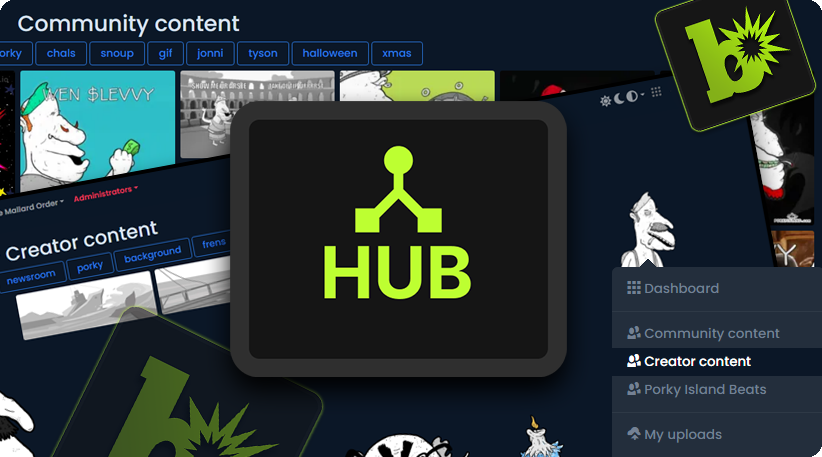 Community content
orky
chals
snoup
gif
jonni
tyson
halloween
xmas
VEN $LEVVY
b
e Mallard Order
Administrators
Creator content
newsroom
porky
background
frens
HUB
Dashboard
Community content
Creator content
Porky Island Beats
My uploads
b